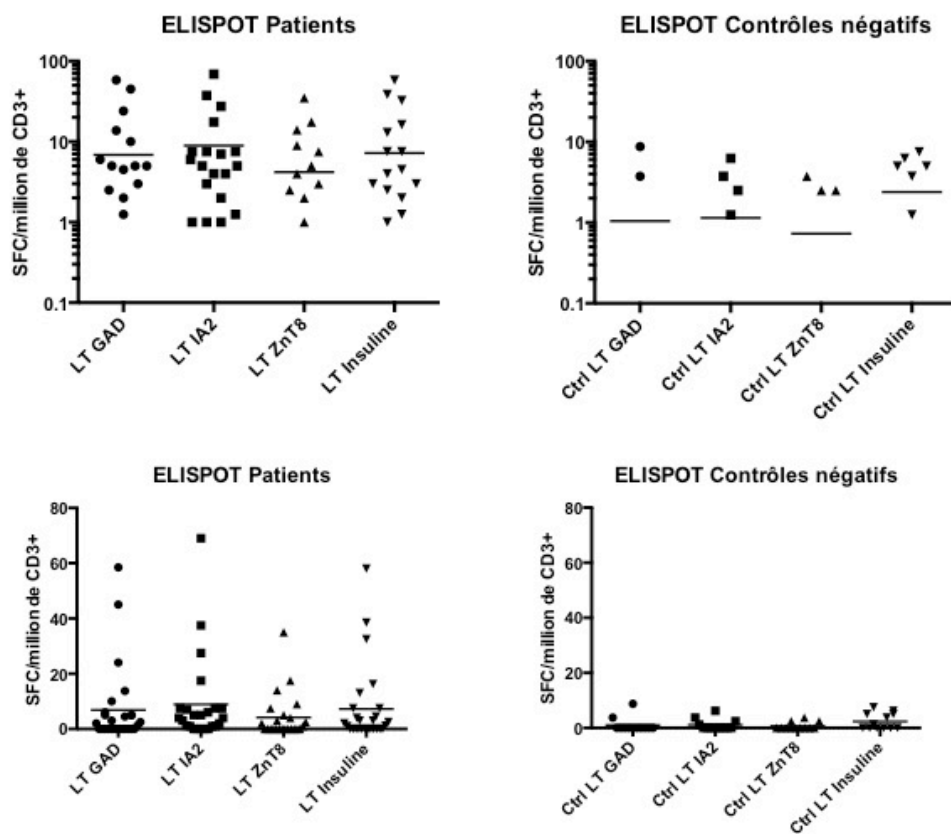 ELISPOT Patients
SFC/million de CD3+
100
10
1
0.1
LT GAD
LT IA2
LT ZnT8
LT Insuline
ELISPOT Contrôles négatifs
SFC/million de CD3+
100
10
1
0.1
Ctrl LT GAD
Ctrl LT IA2
Ctrl LT ZnT8
Ctrl LT Insuline
ELISPOT Patients
SFC/million de CD3+
80
60
40
20
0
LT GAD
LT IA2
LT ZnT8
LT Insuline
ELISPOT Contrôles négatifs
SFC/million de CD3+
80
60
40
20
0
Ctrl LT GAD
Ctrl LT IA2
Ctrl LT ZnT8
Ctrl LT Insuline